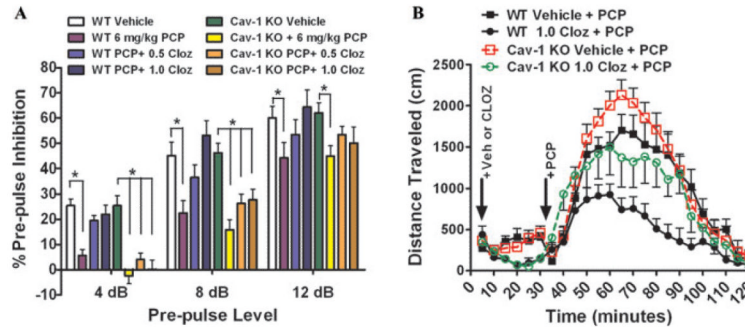 A
WT Vehicle
WT 6 mg/kg PCP
WT PCP+ 0.5 Cloz
WT PCP+ 1.0 Cloz
Cav-1 KO Vehicle
Cav-1 KO + 6 mg/kg PCP
Cav-1 KO PCP+ 0.5 Cloz
Cav-1 KO PCP+ 1.0 Cloz
% Pre-pulse Inhibition
80
70
60
50
40
30
20
10
0
-10
* * * * * *
4 dB 8 dB 12 dB
Pre-pulse Level
B
WT Vehicle + PCP
WT 1.0 Cloz + PCP
Cav-1 KO Vehicle + PCP
Cav-1 KO 1.0 Cloz + PCP
Distance Traveled (cm)
2500
2000
1500
1000
500
0
+Veh or CLOZ
+PCP
0 10 20 30 40 50 60 70 80 90 100 110 120
Time (minutes)